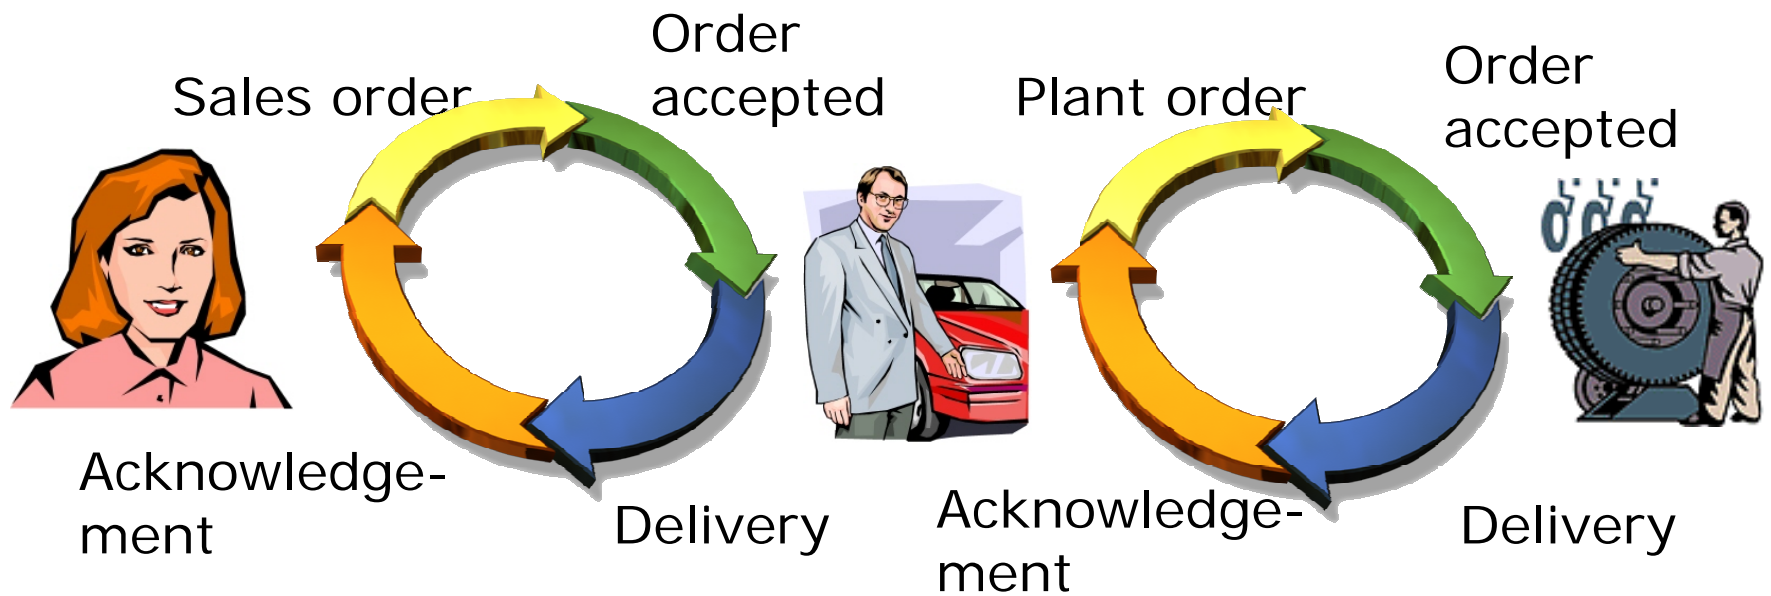 Sales order
Order
accepted
Acknowledge-
ment
Delivery
Plant order
Order
accepted
Acknowledge-
ment
Delivery